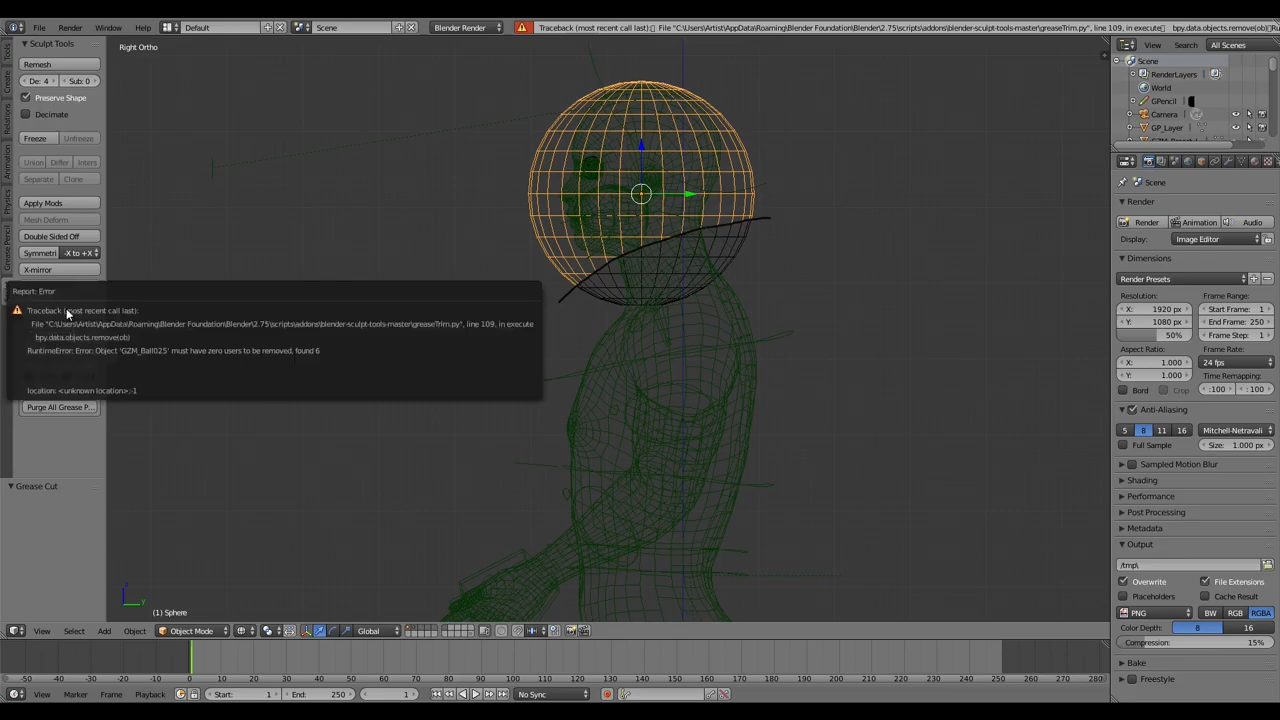 File Render Window Help Default Scene Blender Render Traceback (most recent call last): File "C:\Users\Artist\AppData\Roaming\Blender Foundation\Blender\2.75\scripts\addons\blender-sculpt-tools-master\greaseTrim.py", line 109, in execute bpy.data.objects.remove(ob)
Sculpt Tools
Remesh
De: 4 Sub: 0
Preserve Shape
Decimate
Freeze Unfreeze
Union Differ Inters
Separate Clone
Apply Mods
Mesh Deform
Double Sided Off
Symmetri -X to +X
X-mirror
Tools
Create
Relations
Animation
Physics
Grease Pencil
Report: Error
Traceback (most recent call last):
File "C:\Users\Artist\AppData\Roaming\Blender Foundation\Blender\2.75\scripts\addons\blender-sculpt-tools-master\greaseTrim.py", line 109, in execute
bpy.data.objects.remove(ob)
RuntimeError: Error: Object 'GZM_Ball025' must have zero users to be removed, found 6
location: <unknown location>:-1
Purge All Grease P...
Grease Cut
Right Ortho
z
y
(1) Sphere
View Select Add Object Object Mode Global
View Search All Scenes
Scene
RenderLayers
World
GPencil
Camera
GP_Layer
Scene
Render
Render Animation Audio
Display: Image Editor
Dimensions
Render Presets
Resolution: Frame Range:
X: 1920 Start Frame: 1
Y: 1080 End Frame: 250
50% Frame Step: 1
Aspect Ratio: Frame Rate:
X: 1.000 24 fps
Y: 1.000 Time Remapping:
Bord Crop :100 :100
Anti-Aliasing
5 8 11 16 Mitchell-Netravali
Full Sample Size: 1.000 px
Sampled Motion Blur
Shading
Performance
Post Processing
Metadata
Output
/tmp\
Overwrite File Extensions
Placeholders Cache Result
PNG BW RGB RGBA
Color Depth: 8 16
Compression: 15%
Bake
Freestyle
-50 -40 -30 -20 -10 0 10 20 30 40 50 60 70 80 90 100 110 120 130 140 150 160 170 180 190 200 210 220 230 240 250 260 270 280
View Marker Frame Playback Start: 1 End: 250 1 No Sync